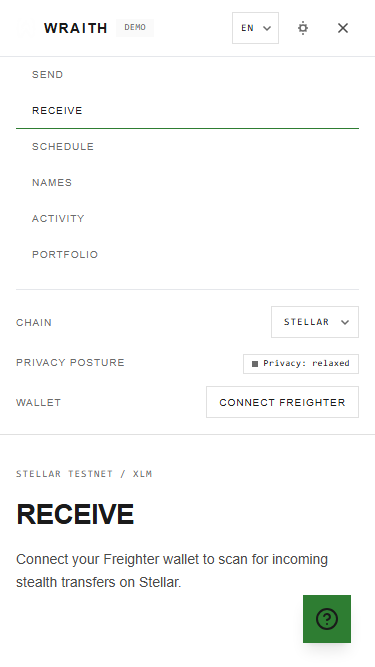 WRAITH DEMO EN
SEND
RECEIVE
SCHEDULE
NAMES
ACTIVITY
PORTFOLIO
CHAIN STELLAR
PRIVACY POSTURE Privacy: relaxed
WALLET CONNECT FREIGHTER
STELLAR TESTNET / XLM
RECEIVE
Connect your Freighter wallet to scan for incoming
stealth transfers on Stellar.